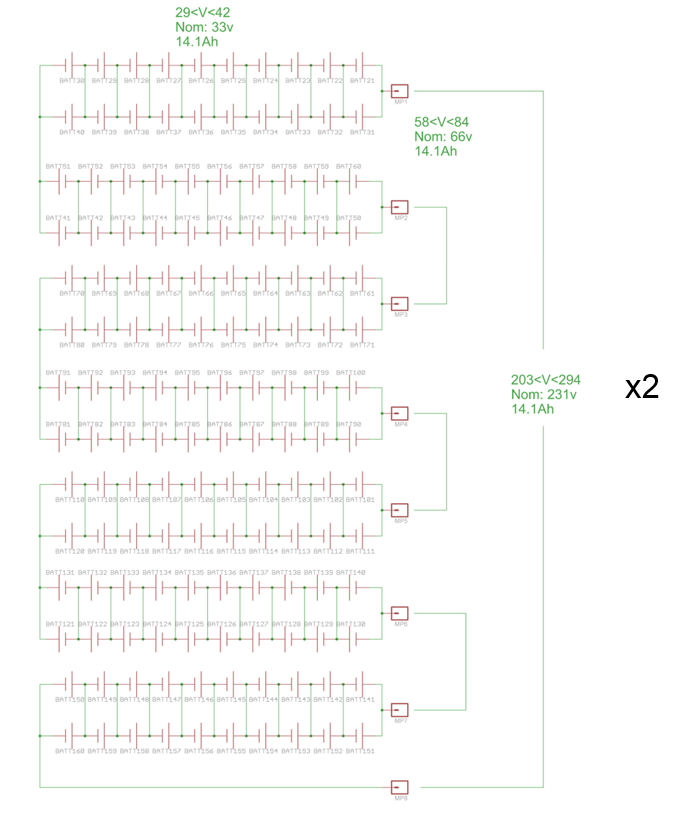 29<V<42
Nom: 33v
14.1Ah
BATT30 BATT29 BATT28 BATT27 BATT26 BATT25 BATT24 BATT23 BATT22 BATT21
MP1
58<V<84
Nom: 66v
14.1Ah
BATT40 BATT39 BATT38 BATT37 BATT36 BATT35 BATT34 BATT33 BATT32 BATT31
BATT51 BATT52 BATT53 BATT54 BATT55 BATT56 BATT57 BATT58 BATT59 BATT60
BATT41 BATT42 BATT43 BATT44 BATT45 BATT46 BATT47 BATT48 BATT49 BATT50
MP2
BATT70 BATT69 BATT68 BATT67 BATT66 BATT65 BATT64 BATT63 BATT62 BATT61
MP3
BATT80 BATT79 BATT78 BATT77 BATT76 BATT75 BATT74 BATT73 BATT72 BATT71
BATT91 BATT92 BATT93 BATT94 BATT95 BATT96 BATT97 BATT98 BATT99 BATT100
203<V<294
Nom: 231v
14.1Ah
x2
BATT81 BATT82 BATT83 BATT84 BATT85 BATT86 BATT87 BATT88 BATT89 BATT90
MP4
BATT110 BATT109 BATT108 BATT107 BATT106 BATT105 BATT104 BATT103 BATT102 BATT101
MP5
BATT120 BATT119 BATT118 BATT117 BATT116 BATT115 BATT114 BATT113 BATT112 BATT111
BATT131 BATT132 BATT133 BATT134 BATT135 BATT136 BATT137 BATT138 BATT139 BATT140
BATT121 BATT122 BATT123 BATT124 BATT125 BATT126 BATT127 BATT128 BATT129 BATT130
MP6
BATT150 BATT149 BATT148 BATT147 BATT146 BATT145 BATT144 BATT143 BATT142 BATT141
MP7
BATT160 BATT159 BATT158 BATT157 BATT156 BATT155 BATT154 BATT153 BATT152 BATT151
MP8